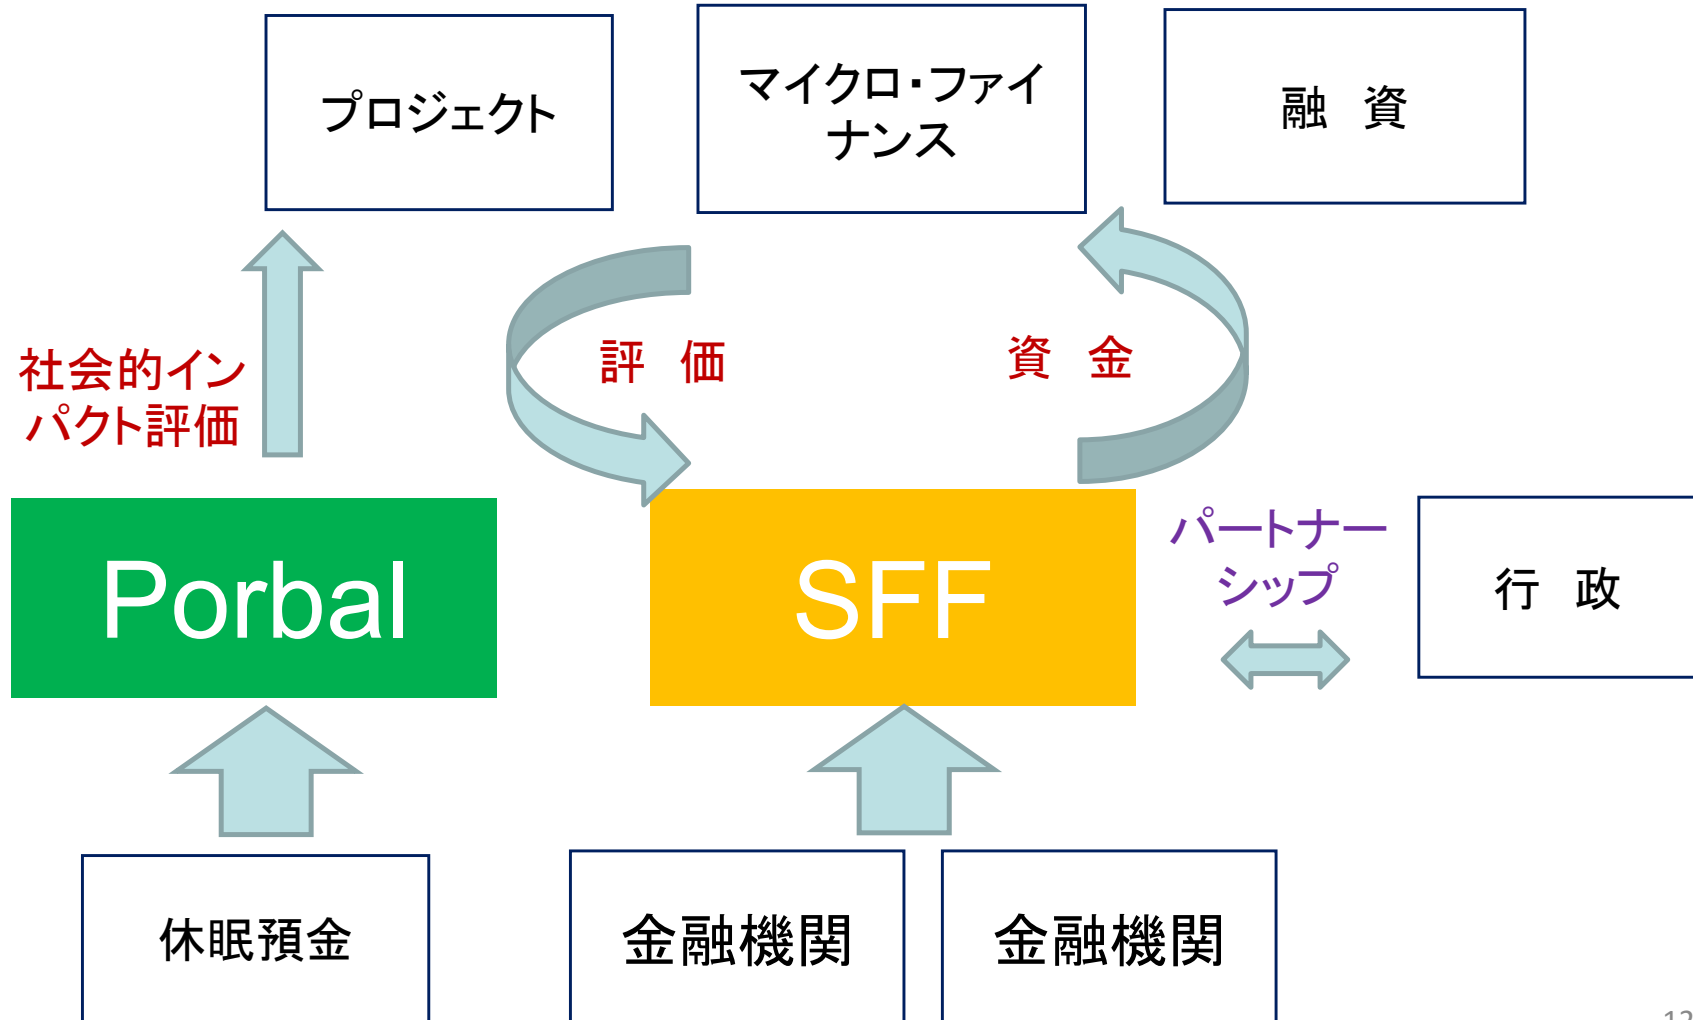 プロジェクト
マイクロ・ファイ
ナンス
融　資
社会的イン
パクト評価
評　価
資　金
Porbal
SFF
パートナー
シップ
行　政
休眠預金
金融機関
金融機関
12